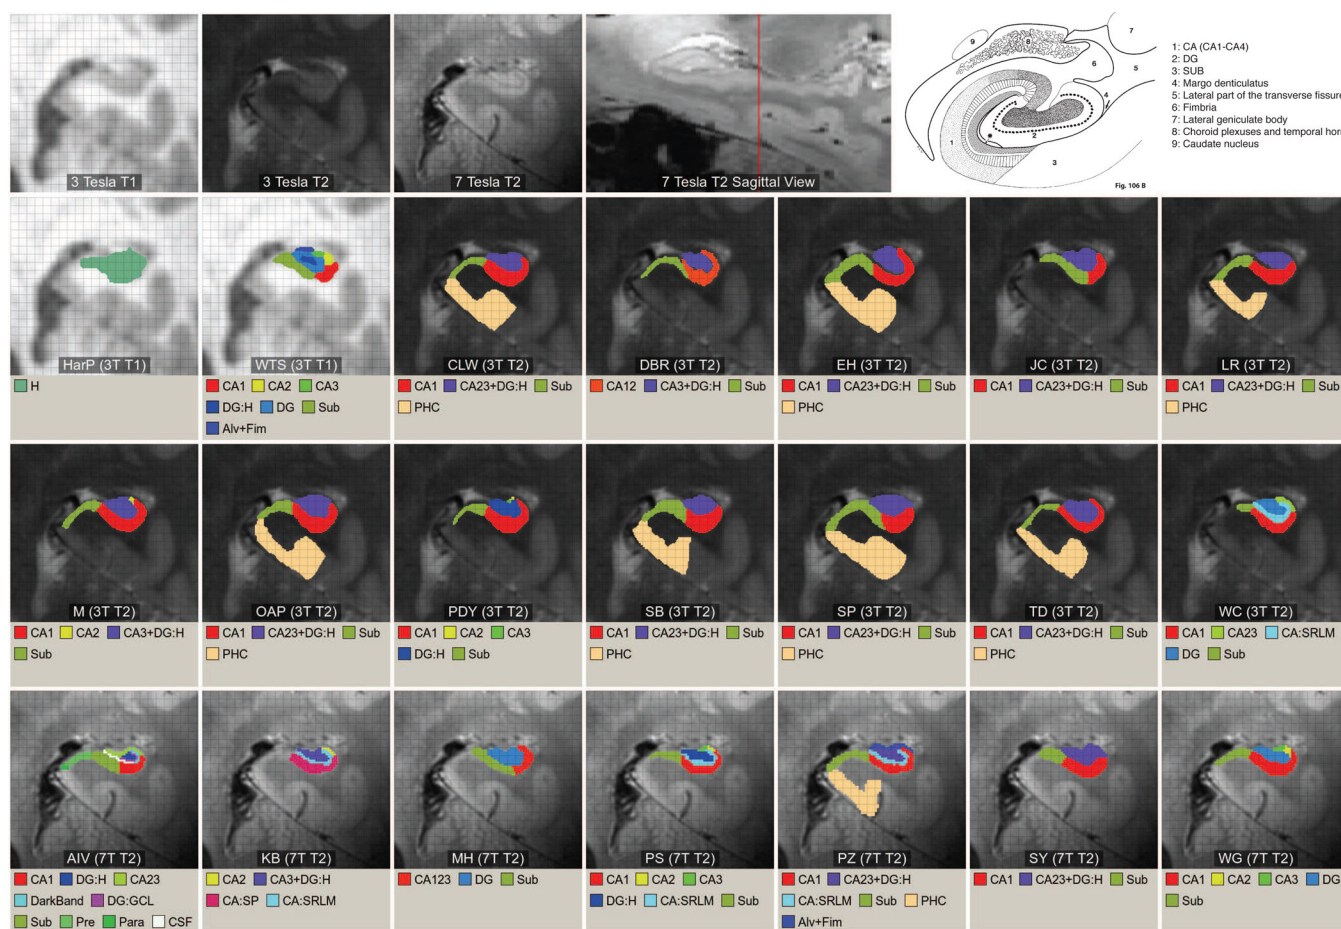 3 Tesla T1
3 Tesla T2
7 Tesla T2
7 Tesla T2 Sagittal View
9
8
7
6
5
4
1
2
3
Fig. 106 B
1: CA (CA1-CA4)
2: DG
3: SUB
4: Margo denticulatus
5: Lateral part of the transverse fissure
6: Fimbria
7: Lateral geniculate body
8: Choroid plexuses and temporal hor
9: Caudate nucleus
HarP (3T T1)
H
WTS (3T T1)
CA1 CA2 CA3
DG:H DG Sub
Alv+Fim
CLW (3T T2)
CA1 CA23+DG:H Sub
PHC
DBR (3T T2)
CA12 CA3+DG:H Sub
EH (3T T2)
CA1 CA23+DG:H Sub
PHC
JC (3T T2)
CA1 CA23+DG:H Sub
LR (3T T2)
CA1 CA23+DG:H Sub
PHC
M (3T T2)
CA1 CA2 CA3+DG:H
Sub
OAP (3T T2)
CA1 CA23+DG:H Sub
PHC
PDY (3T T2)
CA1 CA2 CA3
DG:H Sub
SB (3T T2)
CA1 CA23+DG:H Sub
PHC
SP (3T T2)
CA1 CA23+DG:H Sub
PHC
TD (3T T2)
CA1 CA23+DG:H Sub
PHC
WC (3T T2)
CA1 CA23 CA:SRLM
DG Sub
AIV (7T T2)
CA1 DG:H CA23
DarkBand DG:GCL
Sub Pre Para CSF
KB (7T T2)
CA2 CA3+DG:H
CA:SP CA:SRLM
MH (7T T2)
CA123 DG Sub
PS (7T T2)
CA1 CA2 CA3
DG:H CA:SRLM Sub
PZ (7T T2)
CA1 CA23+DG:H
CA:SRLM Sub PHC
Alv+Fim
SY (7T T2)
CA1 CA23+DG:H Sub
WG (7T T2)
CA1 CA2 CA3 DG
Sub